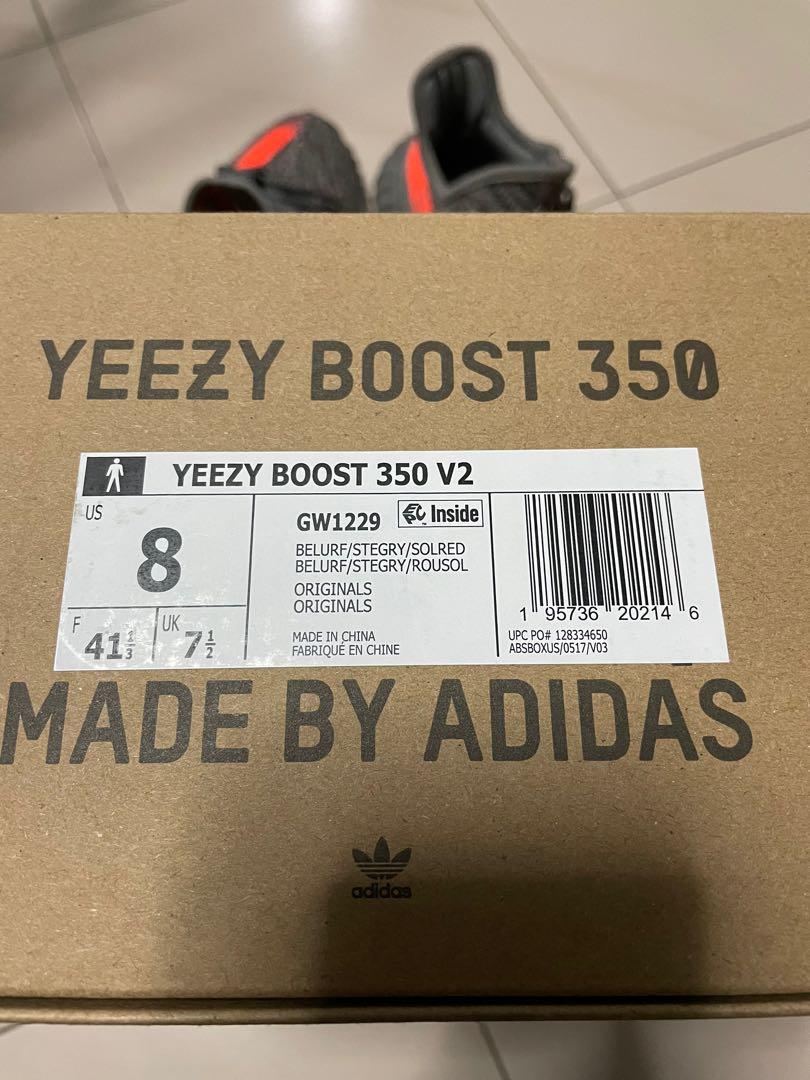 YEEZY BOOST 350
YEEZY BOOST 350 V2
US
8
F
41 1/3
UK
7 1/2
GW1229
Inside
BELURF/STEGRY/SOLRED
BELURF/STEGRY/ROUSOL
ORIGINALS
ORIGINALS
MADE IN CHINA
FABRIQUÉ EN CHINE
1 95736 20214 6
UPC PO# 128334650
ABSBOXUS/0517/V03
MADE BY ADIDAS
adidas